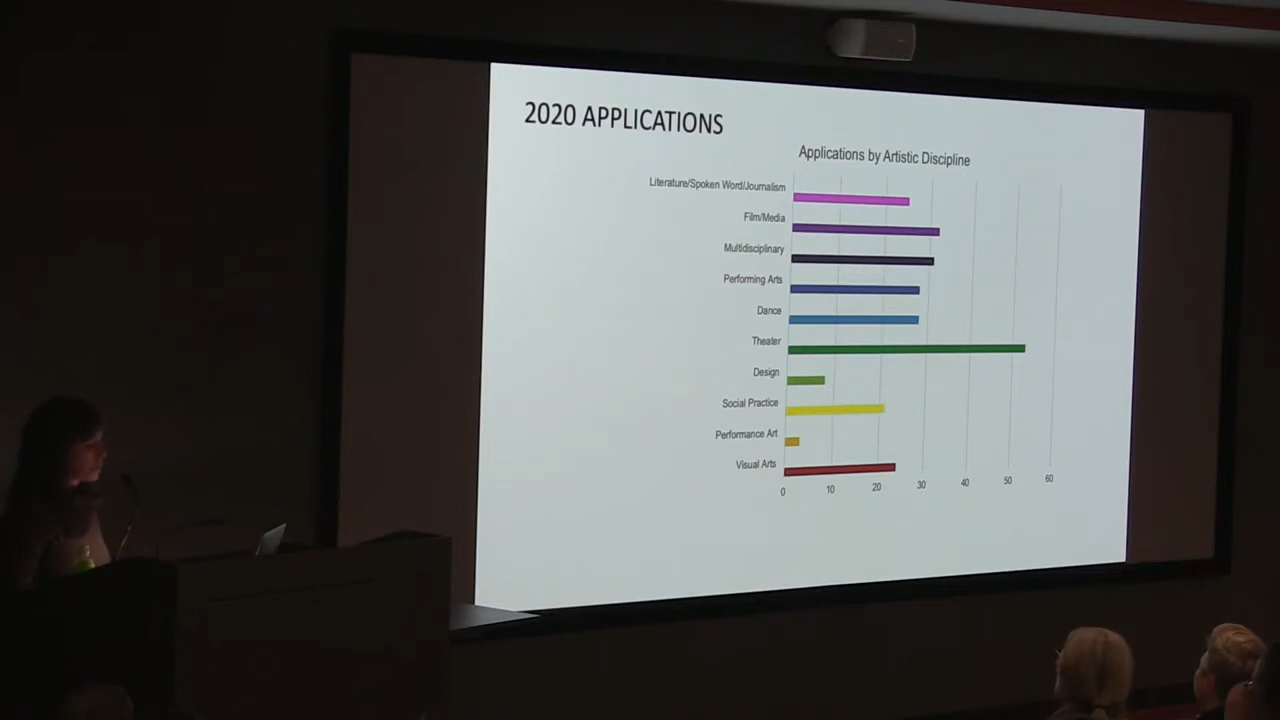 2020 APPLICATIONS
Applications by Artistic Discipline
Literature/Spoken Word/Journalism
Film/Media
Multidisciplinary
Performing Arts
Dance
Theater
Design
Social Practice
Performance Art
Visual Arts
0 10 20 30 40 50 60